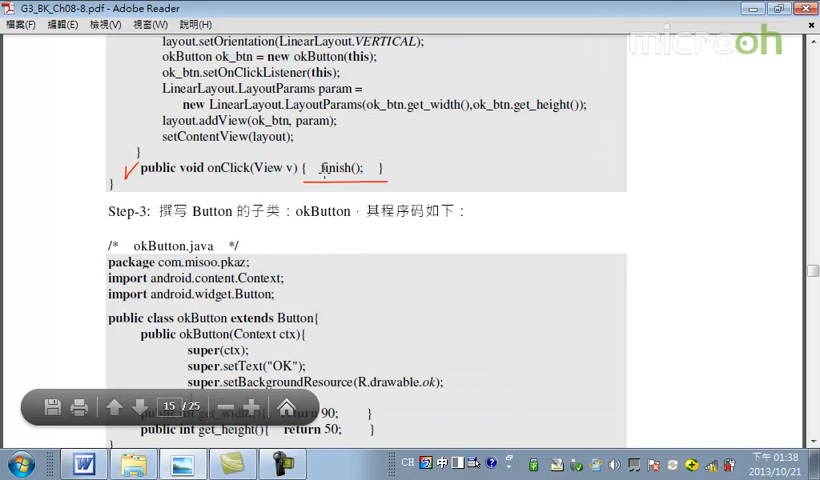 G3_BK_Ch08-8.pdf - Adobe Reader
檔案(F) 編輯(E) 檢視(V) 視窗(W) 說明(H)
microoh
layout.setOrientation(LinearLayout.VERTICAL);
okButton ok_btn = new okButton(this);
ok_btn.setOnClickListener(this);
LinearLayout.LayoutParams param =
new LinearLayout.LayoutParams(ok_btn.get_width(),ok_btn.get_height());
layout.addView(ok_btn, param);
setContentView(layout);
}
public void onClick(View v) { finish(); }
}
Step-3: 撰写 Button 的子类：okButton，其程序码如下：
/* okButton.java */
package com.misoo.pkaz;
import android.content.Context;
import android.widget.Button;
public class okButton extends Button{
public okButton(Context ctx){
super(ctx);
super.setText("OK");
super.setBackgroundResource(R.drawable.ok);
15 / 25
public int get_width(){ return 90; }
public int get_height(){ return 50; }
}
CH 中
下午 01:38
2013/10/21